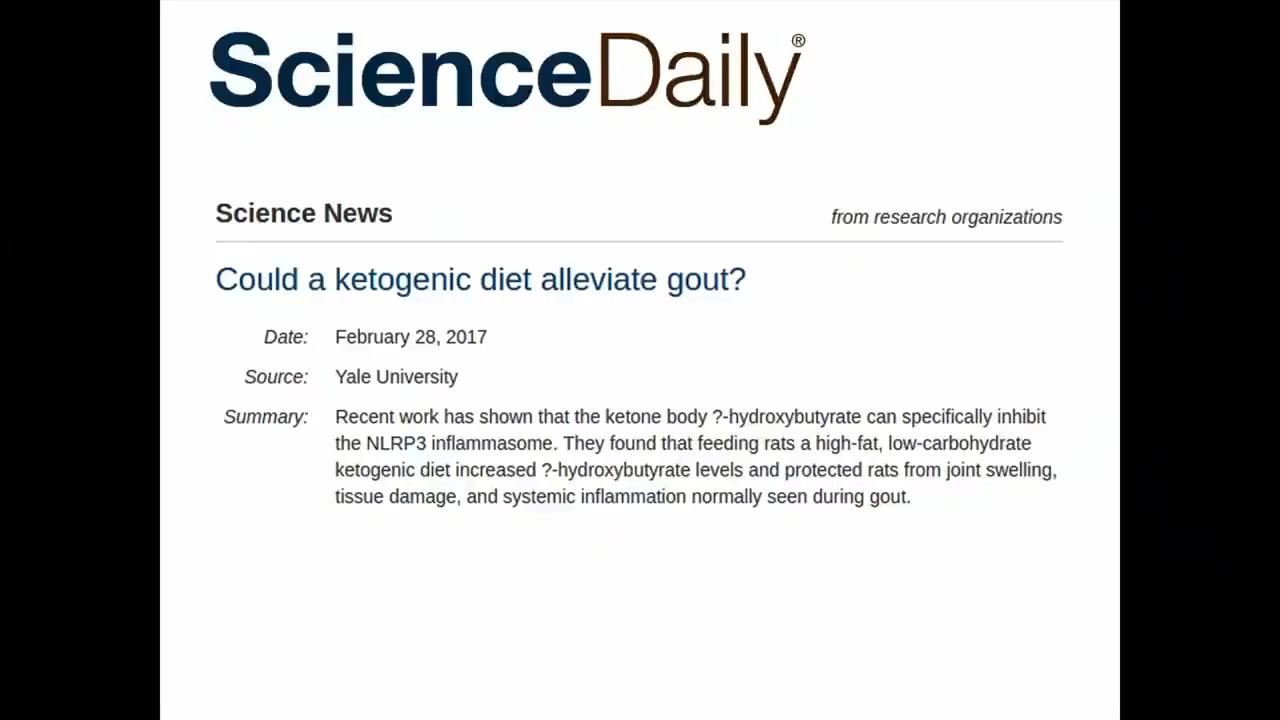 ScienceDaily®
Science News
from research organizations
Could a ketogenic diet alleviate gout?
Date: February 28, 2017
Source: Yale University
Summary: Recent work has shown that the ketone body ?-hydroxybutyrate can specifically inhibit
the NLRP3 inflammasome. They found that feeding rats a high-fat, low-carbohydrate
ketogenic diet increased ?-hydroxybutyrate levels and protected rats from joint swelling,
tissue damage, and systemic inflammation normally seen during gout.